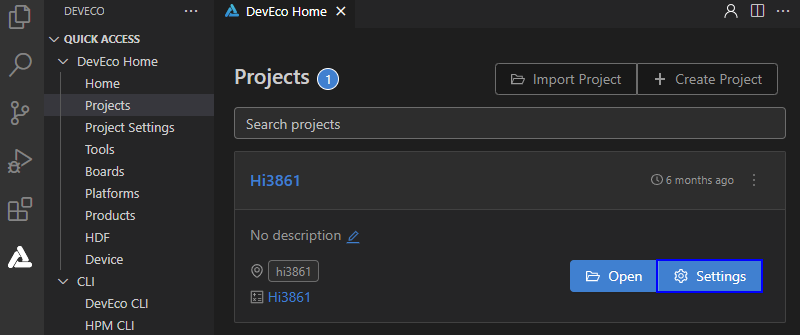 DEVECO
QUICK ACCESS
DevEco Home
Home
Projects
Project Settings
Tools
Boards
Platforms
Products
HDF
Device
CLI
DevEco CLI
HPM CLI
DevEco Home
Projects 1
Import Project
Create Project
Search projects
Hi3861
6 months ago
No description
hi3861
Hi3861
Open
Settings